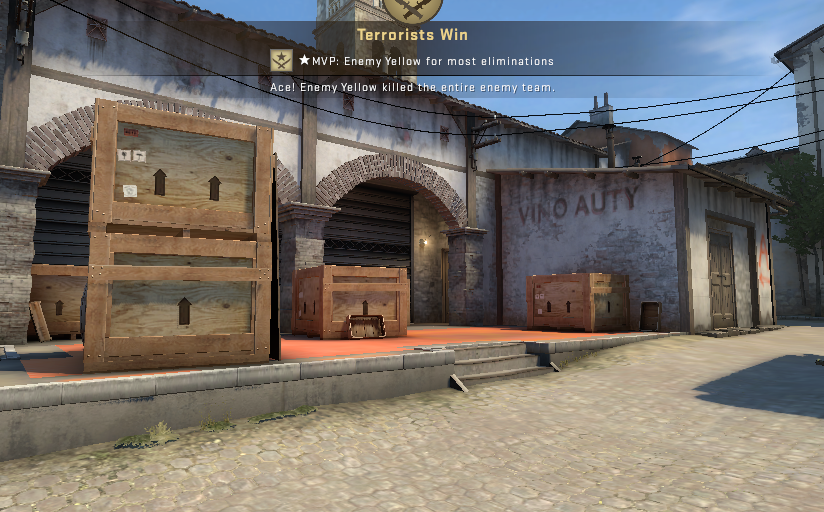 Terrorists Win
★MVP: Enemy Yellow for most eliminations
Ace! Enemy Yellow killed the entire enemy team.
VINO AUTY